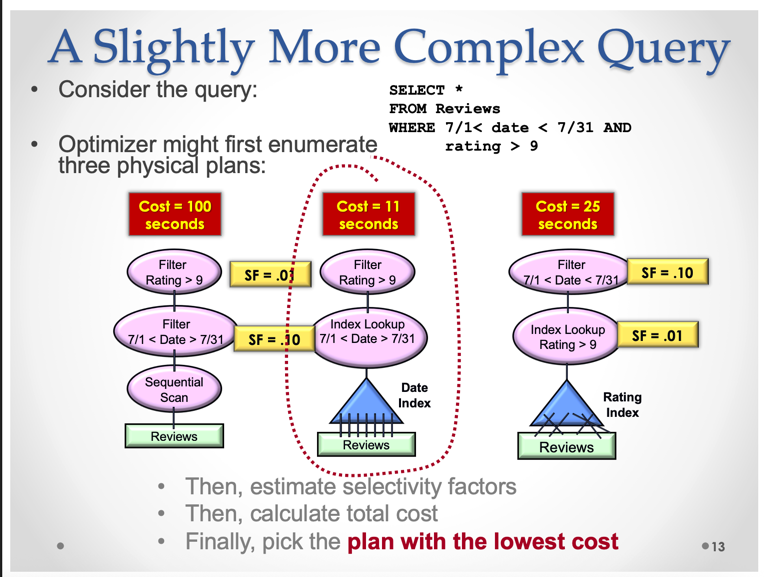 A Slightly More Complex Query
• Consider the query:
SELECT *
FROM Reviews
WHERE 7/1< date < 7/31 AND
rating > 9
• Optimizer might first enumerate
three physical plans:
Cost = 100
seconds
Filter
Rating > 9
SF = .01
Filter
7/1 < Date > 7/31
SF = .10
Sequential
Scan
Reviews
Cost = 11
seconds
Filter
Rating > 9
Index Lookup
7/1 < Date > 7/31
Date
Index
Reviews
Cost = 25
seconds
Filter
7/1 < Date < 7/31
SF = .10
Index Lookup
Rating > 9
SF = .01
Rating
Index
Reviews
• Then, estimate selectivity factors
• Then, calculate total cost
• Finally, pick the plan with the lowest cost
13